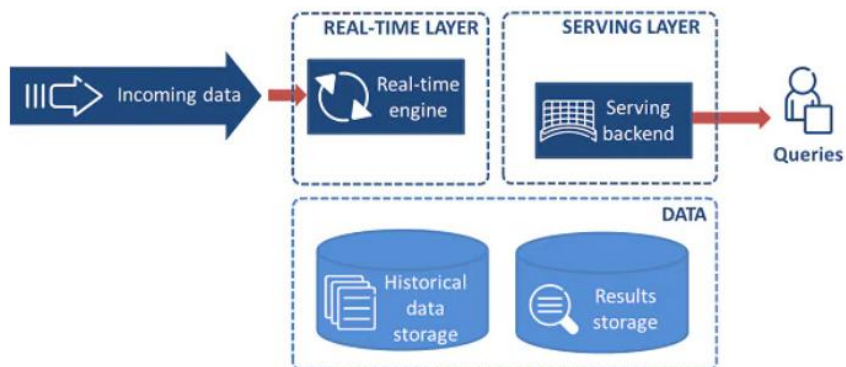 REAL-TIME LAYER
SERVING LAYER
Incoming data
Real-time
engine
Serving
backend
Queries
DATA
Historical
data
storage
Results
storage